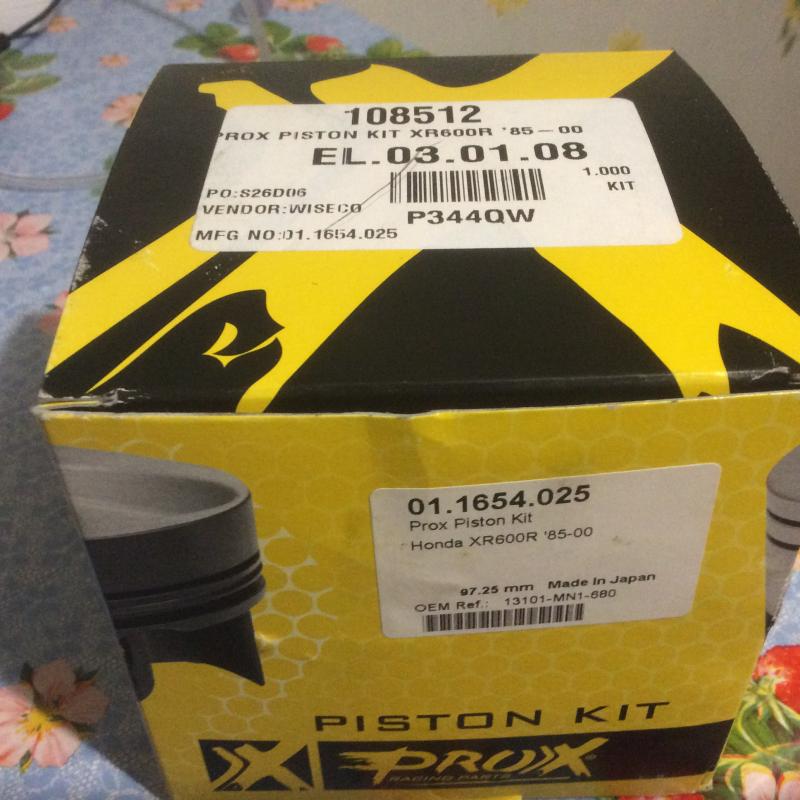 108512
PROX PISTON KIT XR600R '85-00
EL.03.01.08
1.000
KIT
PO:S26D06
VENDOR:WISECO
P344QW
MFG NO:01.1654.025
01.1654.025
Prox Piston Kit
Honda XR600R '85-00
97.25 mm Made In Japan
OEM Ref.: 13101-MN1-680
PISTON KIT
PROX
RACING PARTS